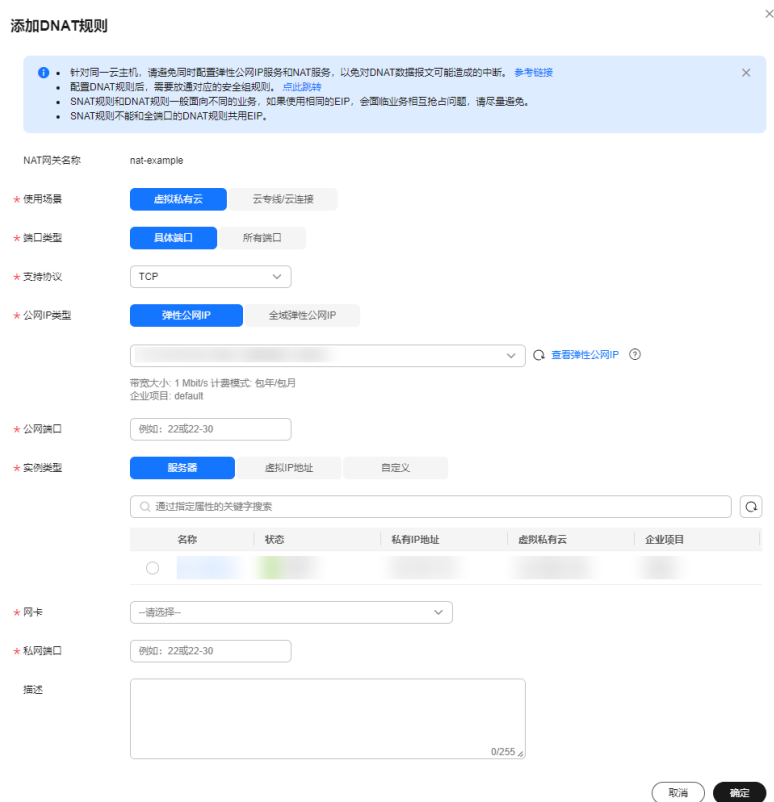 添加DNAT规则
针对同一云主机，请避免同时配置弹性公网IP服务和NAT服务，以免对DNAT数据报文可能造成的中断。 参考链接
配置DNAT规则后，需要放通对应的安全组规则。 点此跳转
SNAT规则和DNAT规则一般面向不同的业务，如果使用相同的EIP，会面临业务相互抢占问题，请尽量避免。
SNAT规则不能和全端口的DNAT规则共用EIP。
NAT网关名称 nat-example
* 使用场景 虚拟私有云 云专线/云连接
* 端口类型 具体端口 所有端口
* 支持协议 TCP
* 公网IP类型 弹性公网IP 全域弹性公网IP
查看弹性公网IP
带宽大小: 1 Mbit/s 计费模式: 包年/包月
企业项目: default
* 公网端口 例如：22或22-30
* 实例类型 服务器 虚拟IP地址 自定义
通过指定属性的关键字搜索
名称 状态 私有IP地址 虚拟私有云 企业项目
* 网卡 --请选择--
* 私网端口 例如：22或22-30
描述
0/255
取消 确定